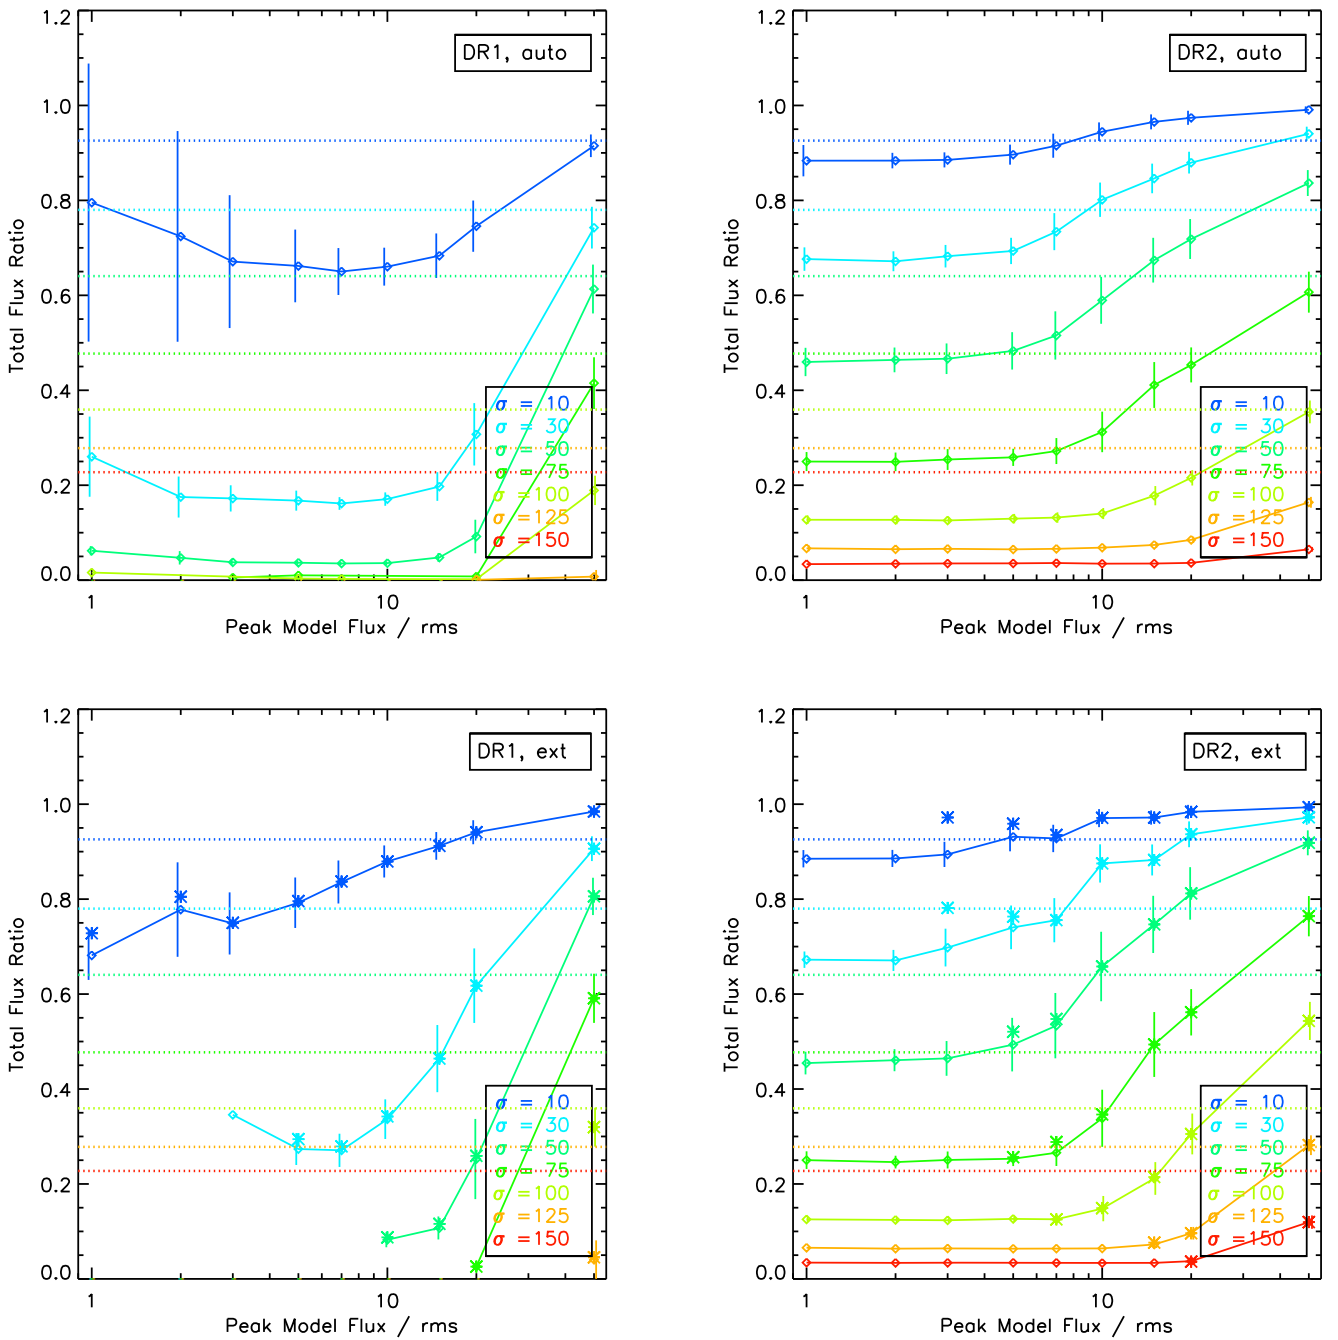 1.2
1.0
0.8
0.6
0.4
0.2
0.0
Total Flux Ratio
DR1, auto
σ = 10
σ = 30
σ = 50
σ = 75
σ =100
σ =125
σ =150
1
10
Peak Model Flux / rms
1.2
1.0
0.8
0.6
0.4
0.2
0.0
Total Flux Ratio
DR2, auto
σ = 10
σ = 30
σ = 50
σ = 75
σ =100
σ =125
σ =150
1
10
Peak Model Flux / rms
1.2
1.0
0.8
0.6
0.4
0.2
0.0
Total Flux Ratio
DR1, ext
σ = 10
σ = 30
σ = 50
σ = 75
σ =100
σ =125
σ =150
1
10
Peak Model Flux / rms
1.2
1.0
0.8
0.6
0.4
0.2
0.0
Total Flux Ratio
DR2, ext
σ = 10
σ = 30
σ = 50
σ = 75
σ =100
σ =125
σ =150
1
10
Peak Model Flux / rms